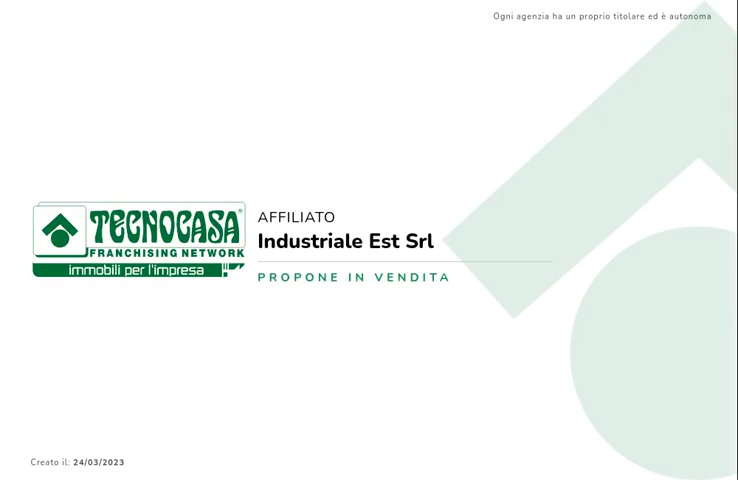 Ogni agenzia ha un proprio titolare ed è autonoma
TECNOCASA®
FRANCHISING NETWORK
immobili per l'impresa
AFFILIATO
Industriale Est Srl
PROPONE IN VENDITA
Creato il: 24/03/2023